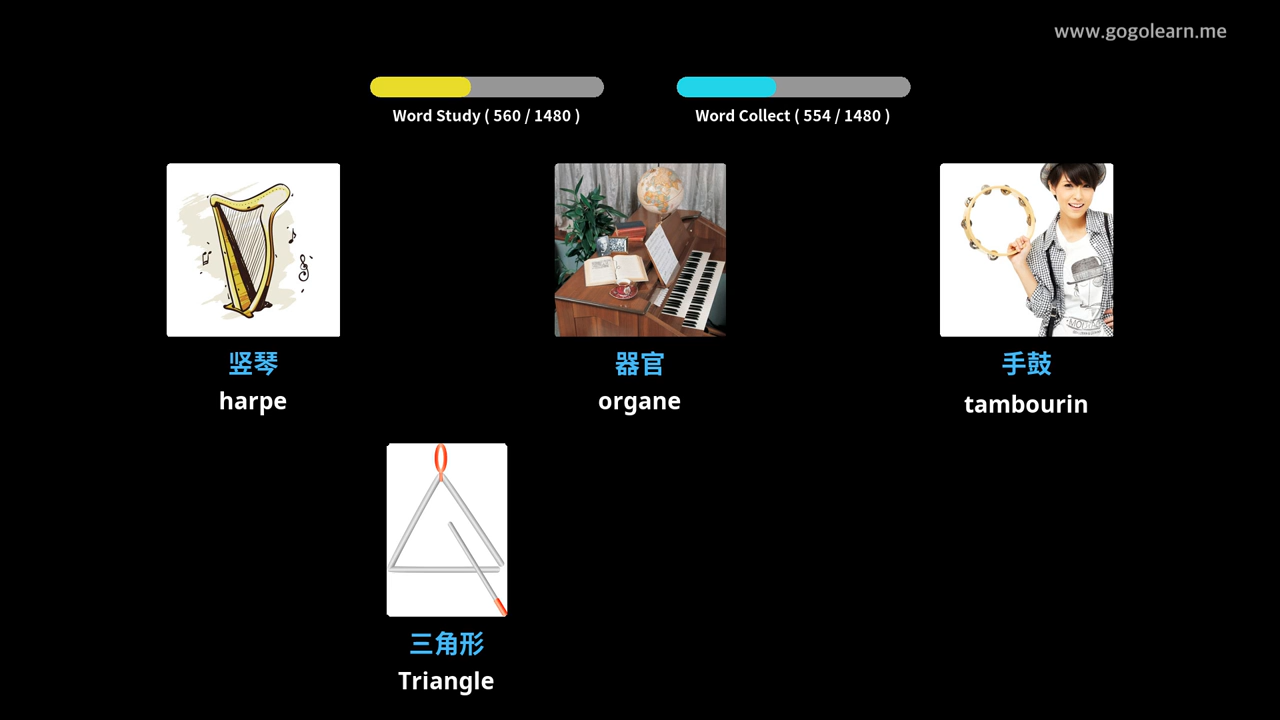 www.gogolearn.me
Word Study ( 560 / 1480 )
Word Collect ( 554 / 1480 )
竖琴
harpe
器官
organe
手鼓
tambourin
三角形
Triangle